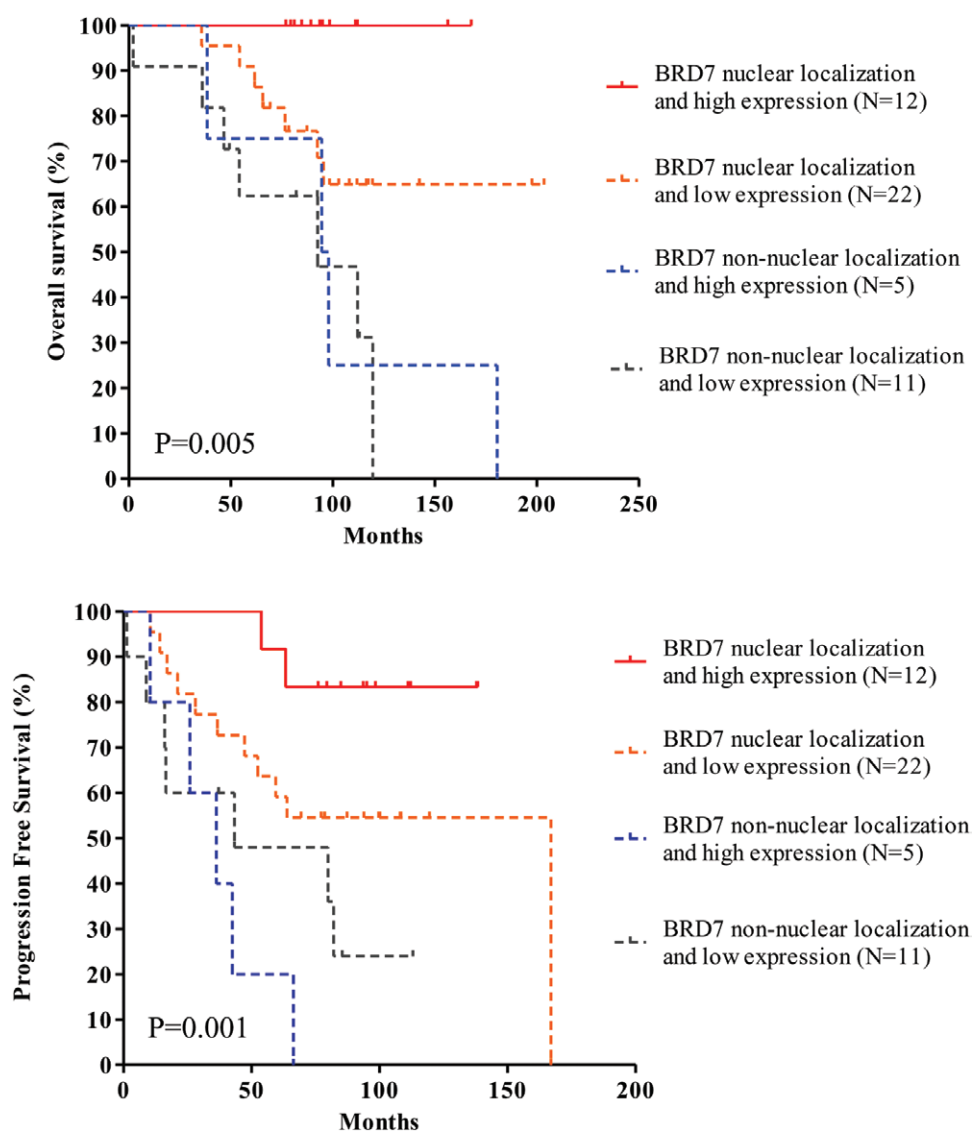 Overall survival (%)
100
90
80
70
60
50
40
30
20
10
0
P=0.005
0 50 100 150 200 250
Months
BRD7 nuclear localization
and high expression (N=12)
BRD7 nuclear localization
and low expression (N=22)
BRD7 non-nuclear localization
and high expression (N=5)
BRD7 non-nuclear localization
and low expression (N=11)
Progression Free Survival (%)
100
90
80
70
60
50
40
30
20
10
0
P=0.001
0 50 100 150 200
Months
BRD7 nuclear localization
and high expression (N=12)
BRD7 nuclear localization
and low expression (N=22)
BRD7 non-nuclear localization
and high expression (N=5)
BRD7 non-nuclear localization
and low expression (N=11)